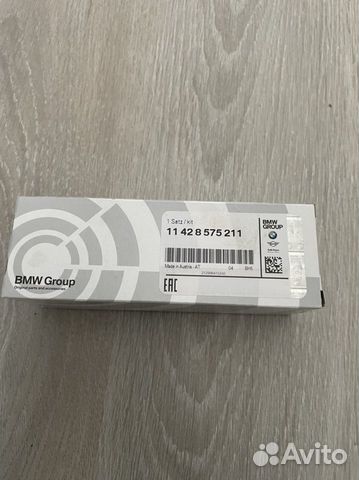 1 Satz / kit
11 42 8 575 211
BMW
GROUP
Made in Austria - AT
04
BMW Group
Original parts and accessories.
EAC
Avito